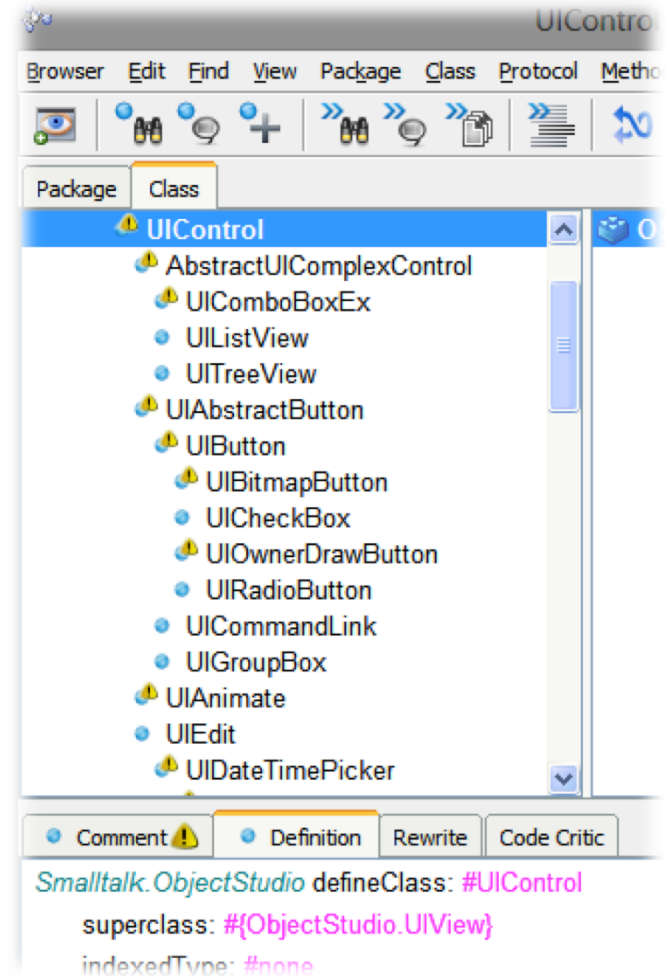 UIContro
Browser Edit Find View Package Class Protocol Metho
Package Class
UIControl
AbstractUIComplexControl
UIComboBoxEx
UIListView
UITreeView
UIAbstractButton
UIButton
UIBitmapButton
UICheckBox
UIOwnerDrawButton
UIRadioButton
UICommandLink
UIGroupBox
UIAnimate
UIEdit
UIDateTimePicker
Comment Definition Rewrite Code Critic
Smalltalk.ObjectStudio defineClass: #UIControl
superclass: #{ObjectStudio.UIView}
indexedType: #none